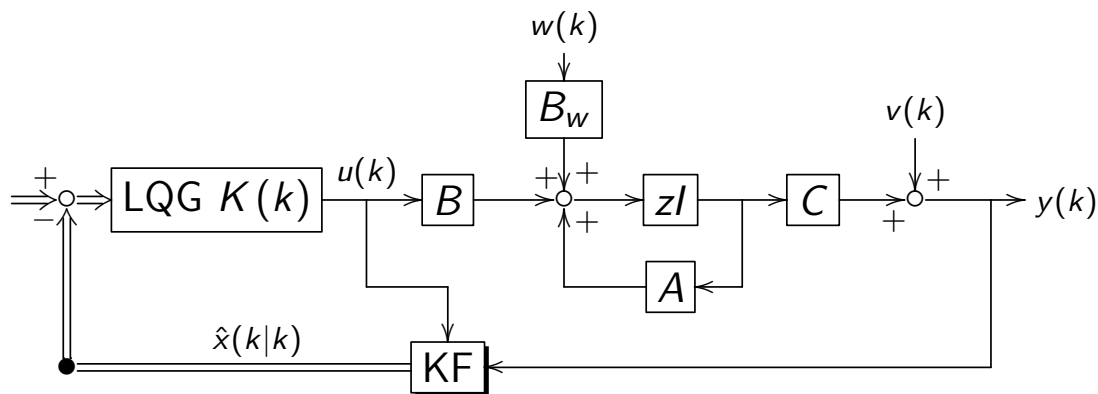 w(k)
B_w
v(k)
+
LQG K(k)
u(k)
B
+
+
+
zI
C
+
+
y(k)
−
A
x̂(k|k)
KF